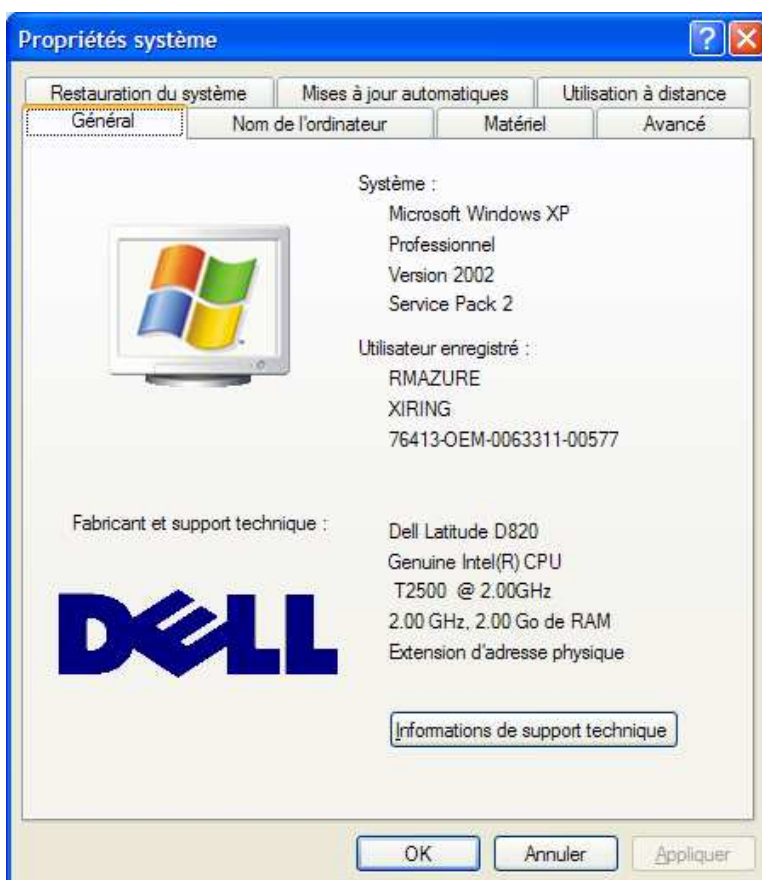 Propriétés système
Restauration du système
Mises à jour automatiques
Utilisation à distance
Général
Nom de l'ordinateur
Matériel
Avancé
Système :
Microsoft Windows XP
Professionnel
Version 2002
Service Pack 2
Utilisateur enregistré :
RMAZURE
XIRING
76413-OEM-0063311-00577
Fabricant et support technique :
DELL
Dell Latitude D820
Genuine Intel(R) CPU
T2500 @ 2.00GHz
2.00 GHz, 2.00 Go de RAM
Extension d'adresse physique
Informations de support technique
OK
Annuler
Appliquer